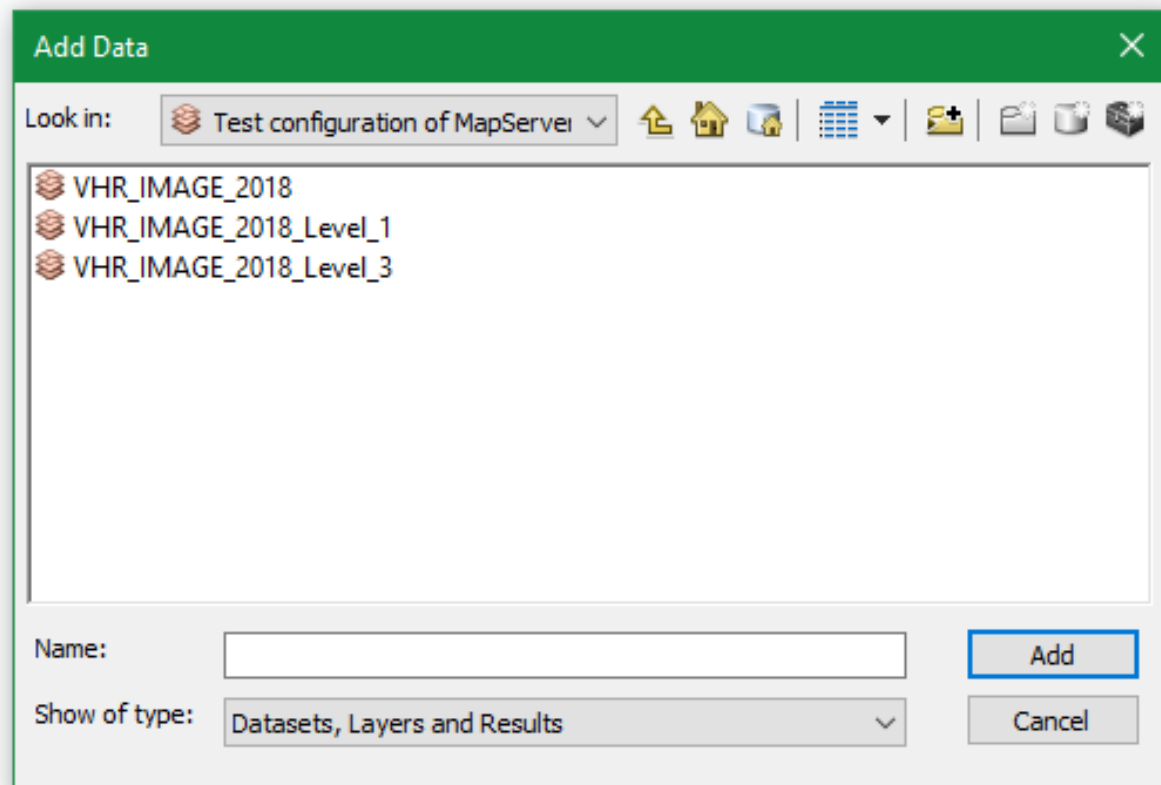 Add Data
Look in: Test configuration of MapServer
VHR_IMAGE_2018
VHR_IMAGE_2018_Level_1
VHR_IMAGE_2018_Level_3
Name: Add
Show of type: Datasets, Layers and Results Cancel